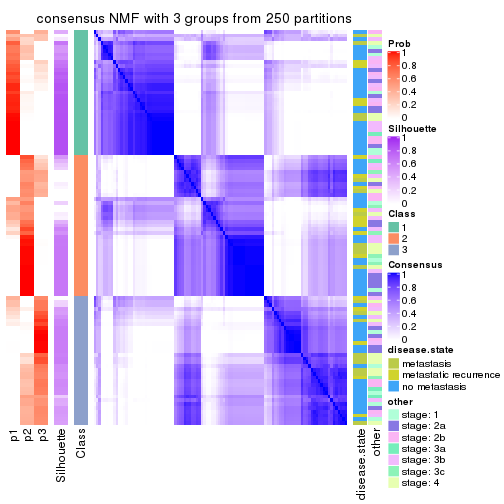 consensus NMF with 3 groups from 250 partitions
p1
p2
p3
Silhouette
Class
disease.state
other
Prob
1
0.8
0.6
0.4
0.2
0
Silhouette
1
0.8
0.6
0.4
0.2
0
Class
1
2
3
Consensus
1
0.8
0.6
0.4
0.2
0
disease.state
metastasis
metastatic recurrence
no metastasis
other
stage: 1
stage: 2a
stage: 2b
stage: 3a
stage: 3b
stage: 3c
stage: 4